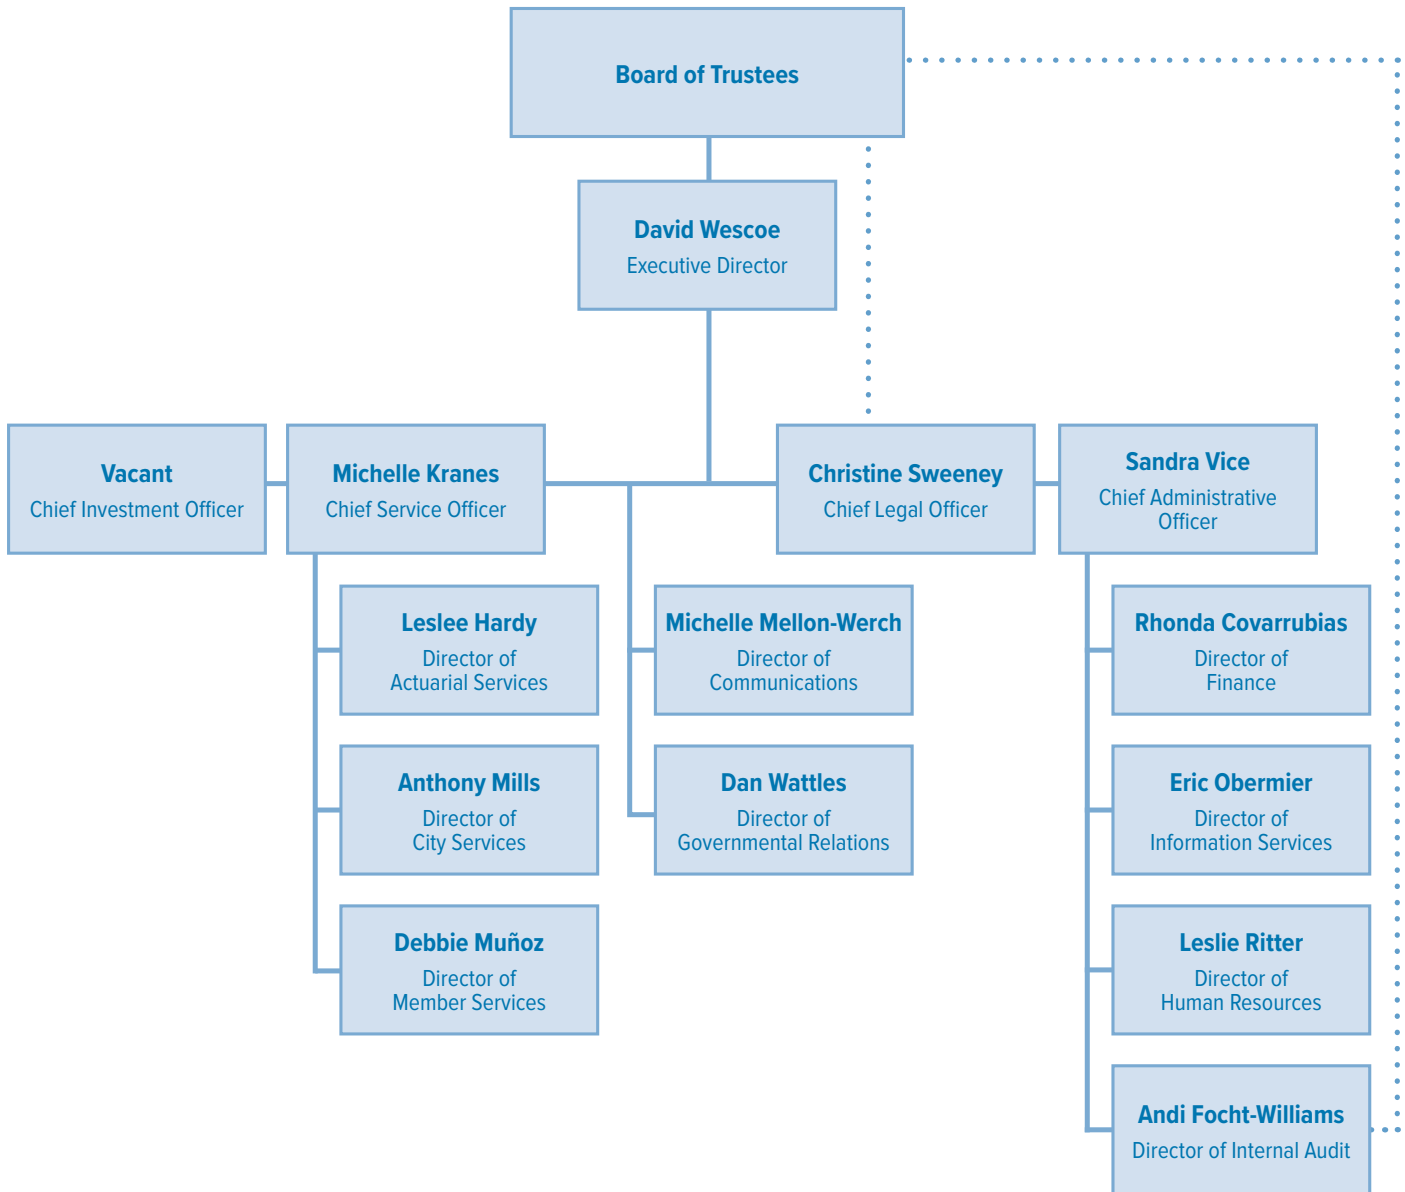 Board of Trustees
David Wescoe
Executive Director
Vacant
Chief Investment Officer
Michelle Kranes
Chief Service Officer
Christine Sweeney
Chief Legal Officer
Sandra Vice
Chief Administrative
Officer
Leslee Hardy
Director of
Actuarial Services
Anthony Mills
Director of
City Services
Debbie Muñoz
Director of
Member Services
Michelle Mellon-Werch
Director of
Communications
Dan Wattles
Director of
Governmental Relations
Rhonda Covarrubias
Director of
Finance
Eric Obermier
Director of
Information Services
Leslie Ritter
Director of
Human Resources
Andi Focht-Williams
Director of Internal Audit